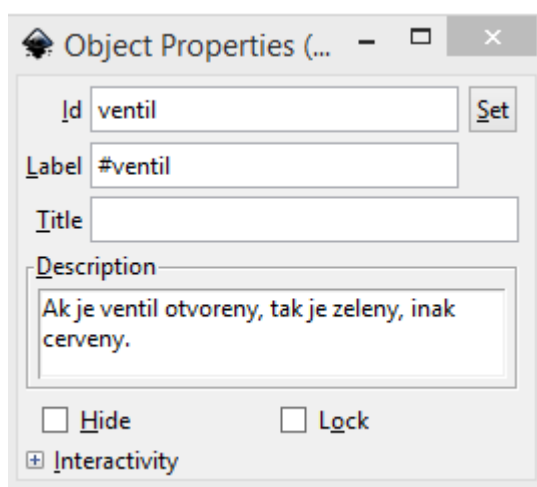 Object Properties (...
Id ventil Set
Label #ventil
Title
Description
Ak je ventil otvoreny, tak je zeleny, inak
cerveny.
Hide Lock
Interactivity